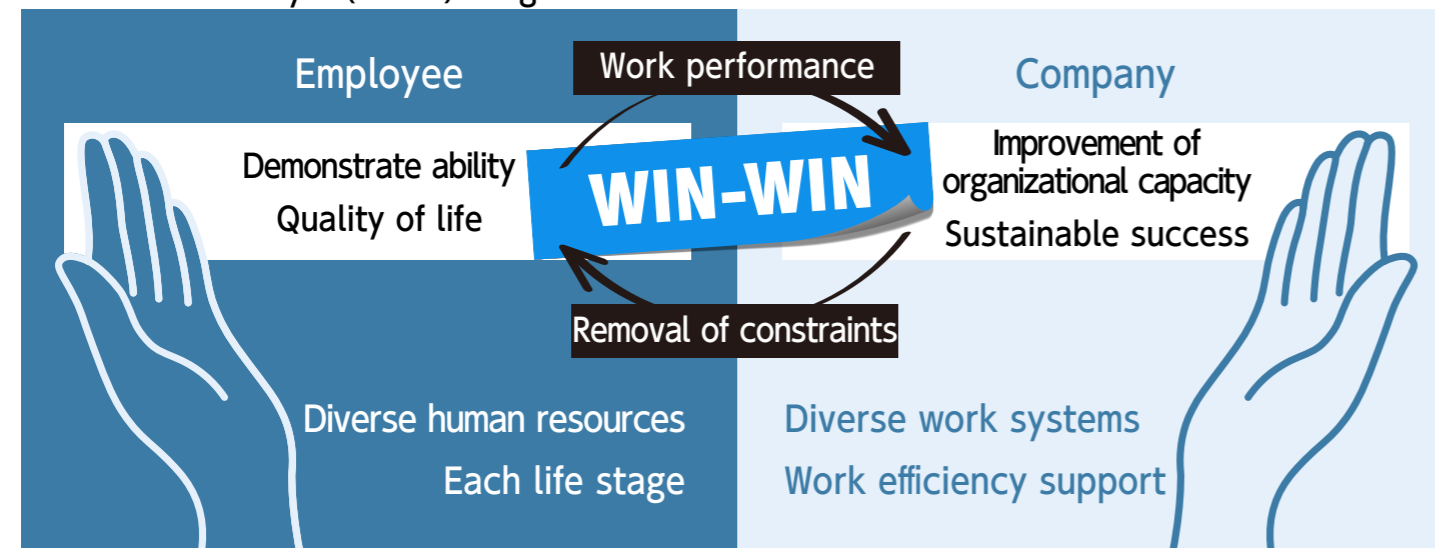 Employee
Work performance
Company
Demonstrate ability
Quality of life
WIN-WIN
Improvement of
organizational capacity
Sustainable success
Removal of constraints
Diverse human resources
Each life stage
Diverse work systems
Work efficiency support